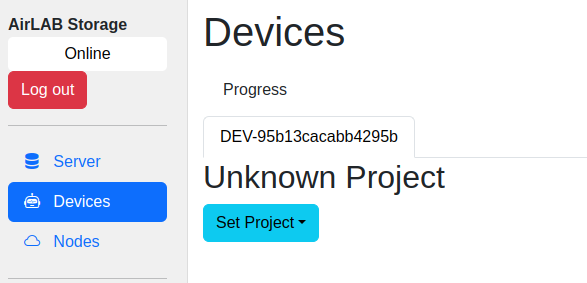 AirLAB Storage
Online
Log out
Server
Devices
Nodes
Devices
Progress
DEV-95b13cacabb4295b
Unknown Project
Set Project